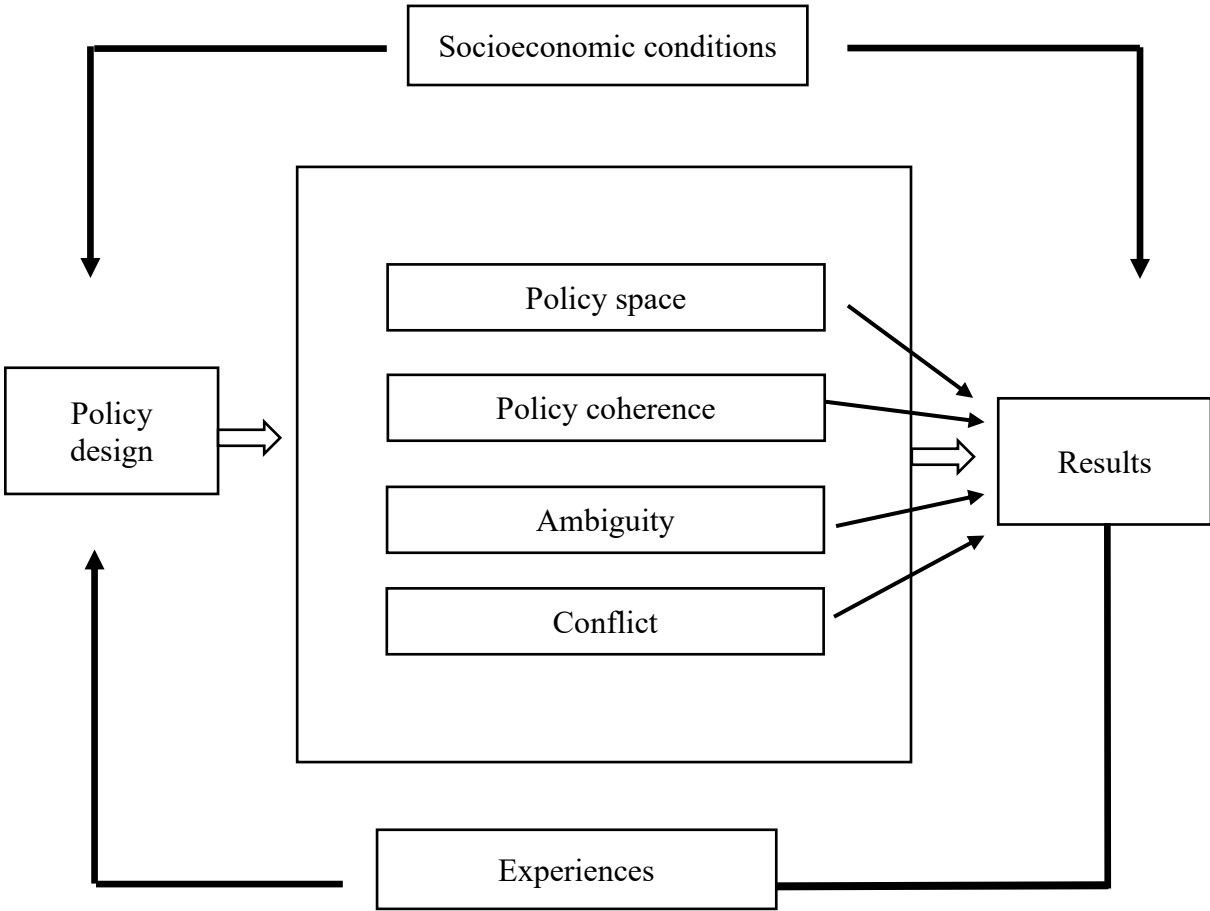 Socioeconomic conditions
Policy space
Policy coherence
Policy
design
Results
Ambiguity
Conflict
Experiences